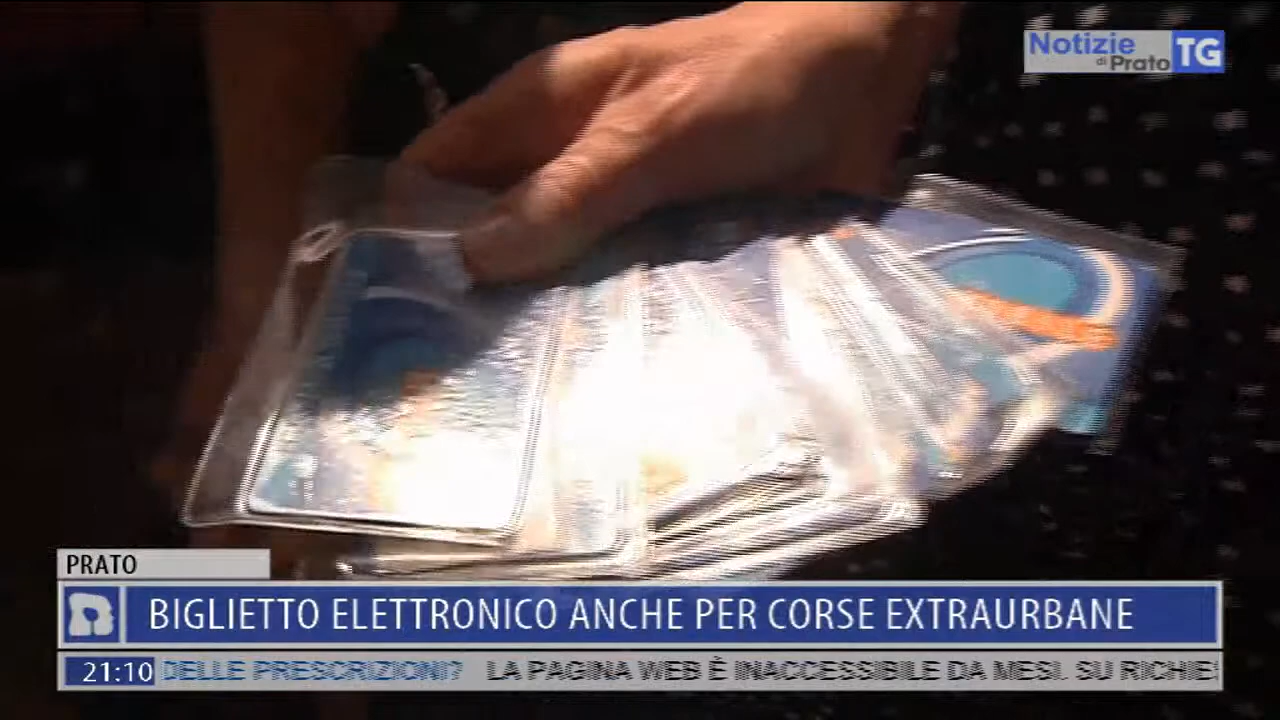 Notizie
di Prato TG
PRATO
BIGLIETTO ELETTRONICO ANCHE PER CORSE EXTRAURBANE
21:10 DELLE PRESCRIZIONI? LA PAGINA WEB È INACCESSIBILE DA MESI. SU RICHIES